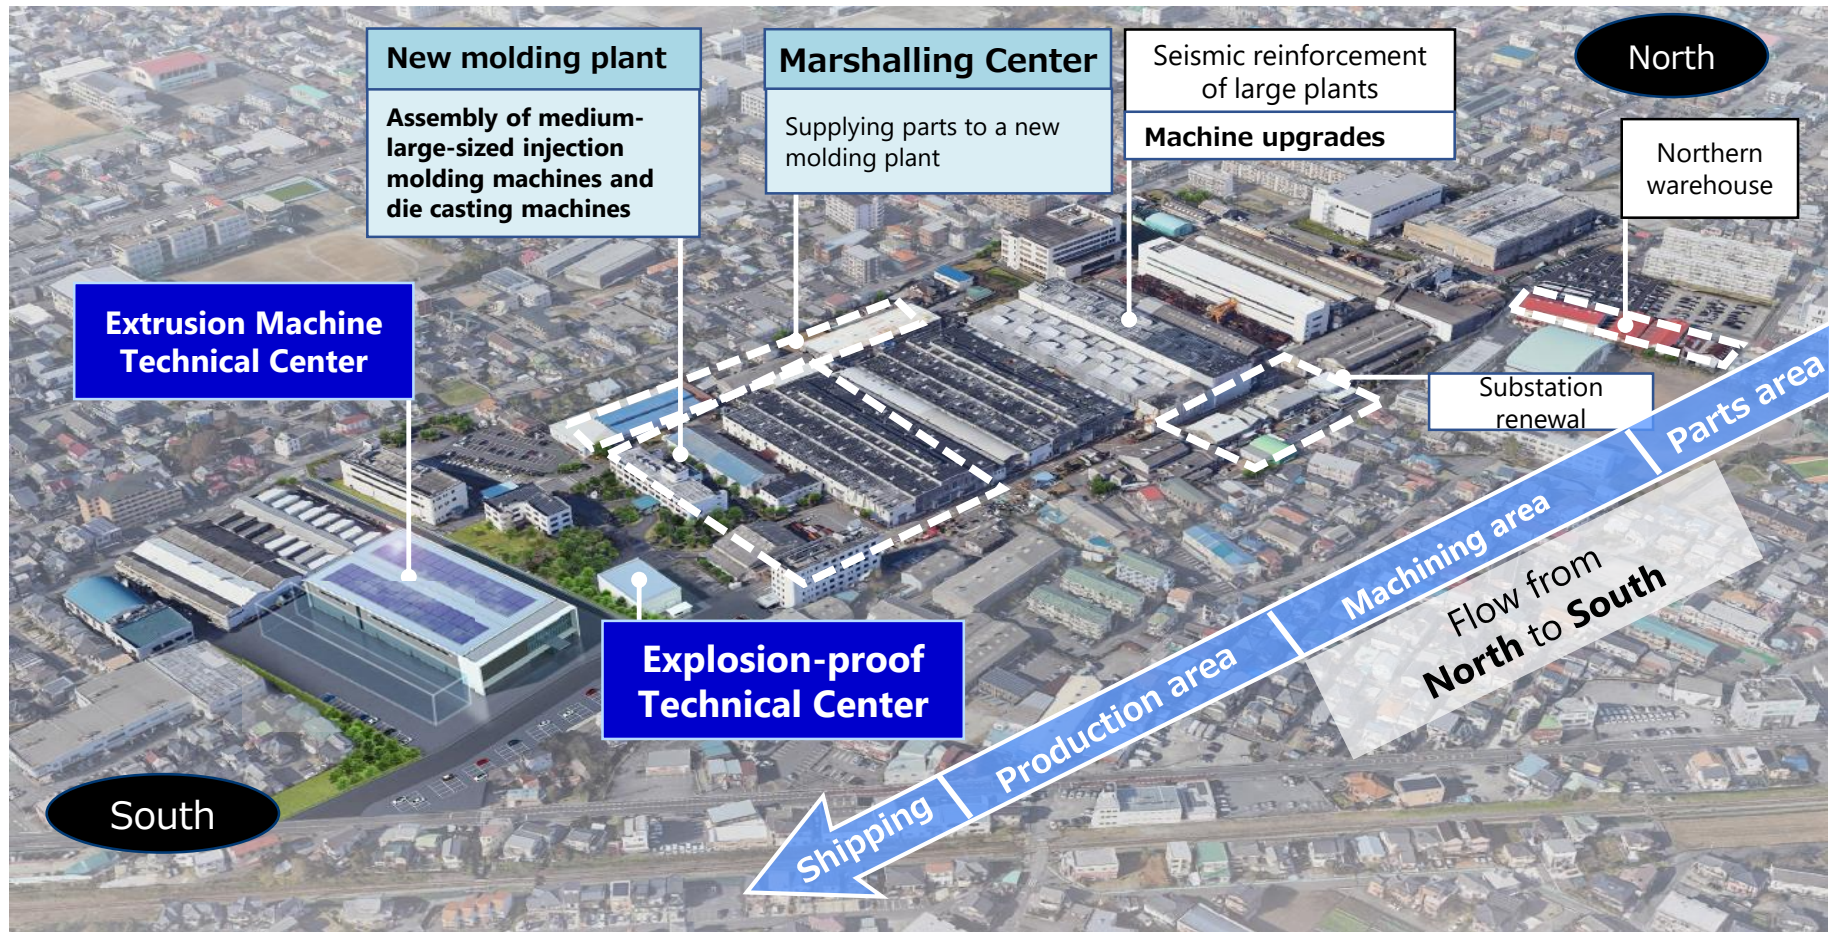 New molding plant
Assembly of medium-
large-sized injection
molding machines and
die casting machines
Marshalling Center
Supplying parts to a new
molding plant
Seismic reinforcement
of large plants
Machine upgrades
North
Northern
warehouse
Extrusion Machine
Technical Center
Substation
renewal
Parts area
Machining area
Production area
Shipping
Flow from
North to South
Explosion-proof
Technical Center
South